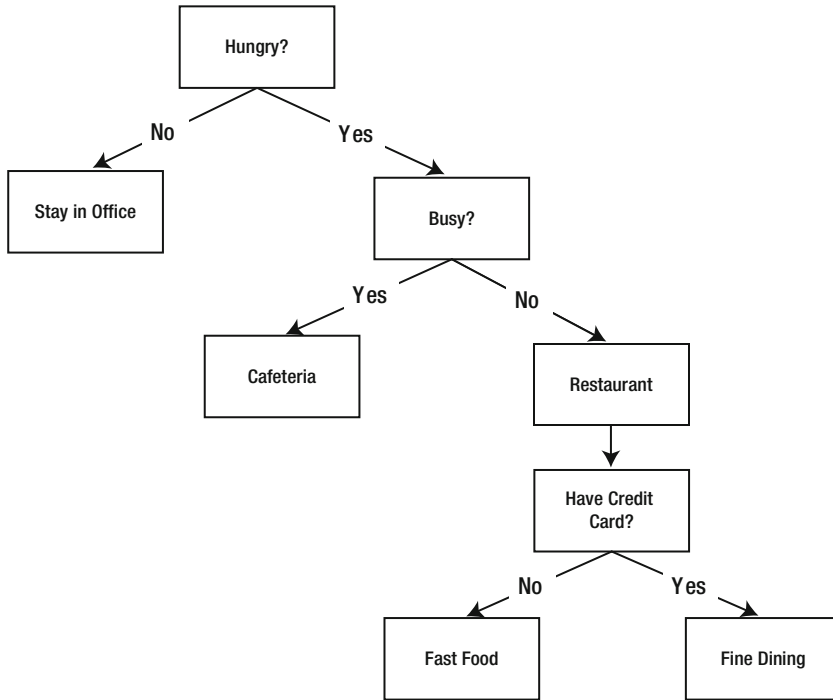 Hungry?
No
Yes
Stay in Office
Busy?
Yes
No
Cafeteria
Restaurant
Have Credit
Card?
No
Yes
Fast Food
Fine Dining